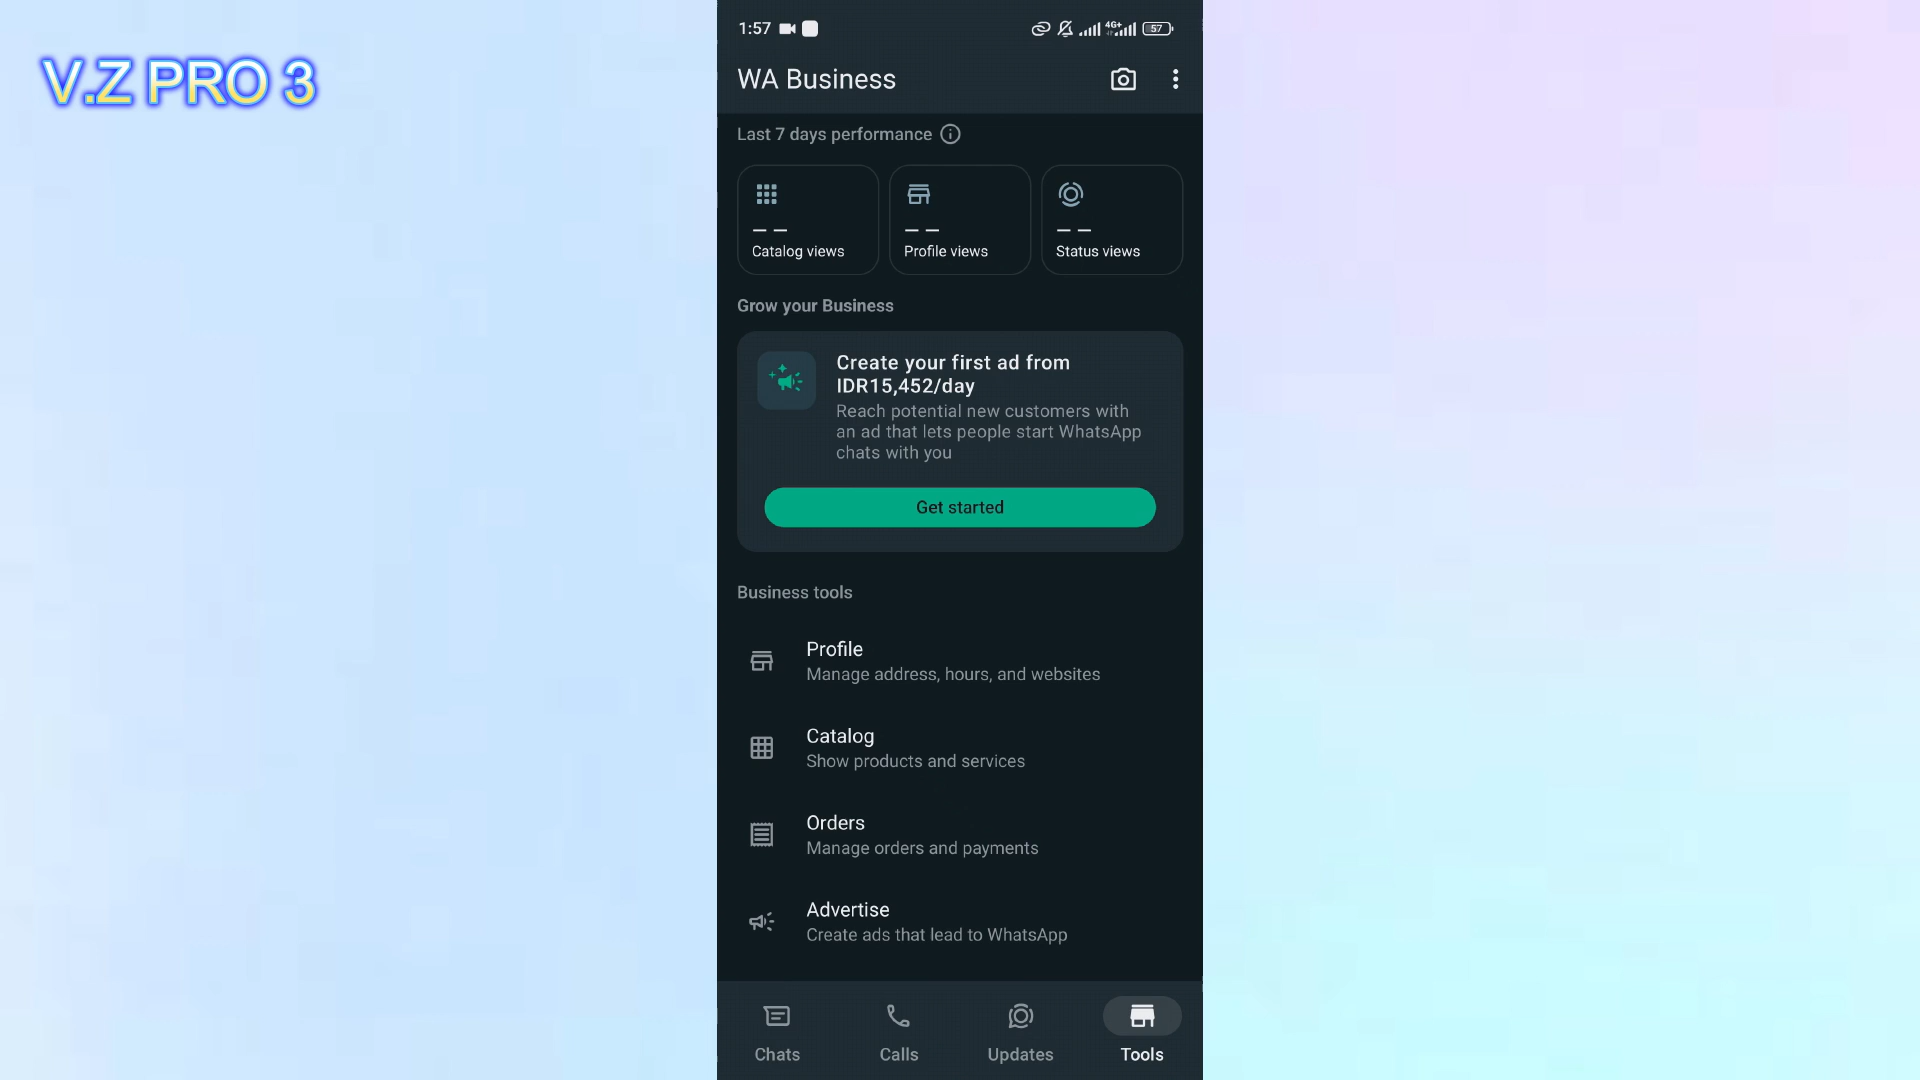 V.Z PRO 3
1:57
4G+
57
WA Business
Last 7 days performance
Catalog views
Profile views
Status views
Grow your Business
Create your first ad from
IDR15,452/day
Reach potential new customers with
an ad that lets people start WhatsApp
chats with you
Get started
Business tools
Profile
Manage address, hours, and websites
Catalog
Show products and services
Orders
Manage orders and payments
Advertise
Create ads that lead to WhatsApp
Chats
Calls
Updates
Tools